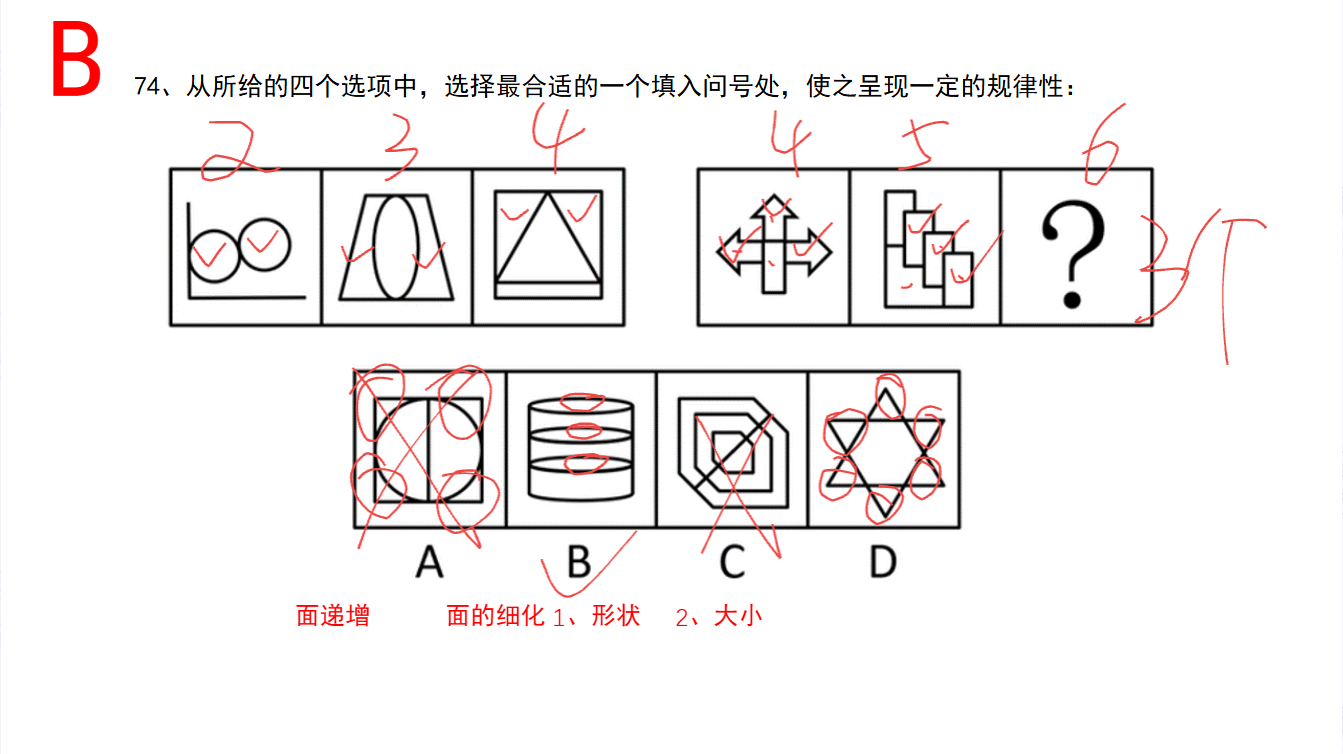 B
74、从所给的四个选项中，选择最合适的一个填入问号处，使之呈现一定的规律性：
2 3 4 4 5 6
? 3个
A B C D
面递增 面的细化 1、形状 2、大小